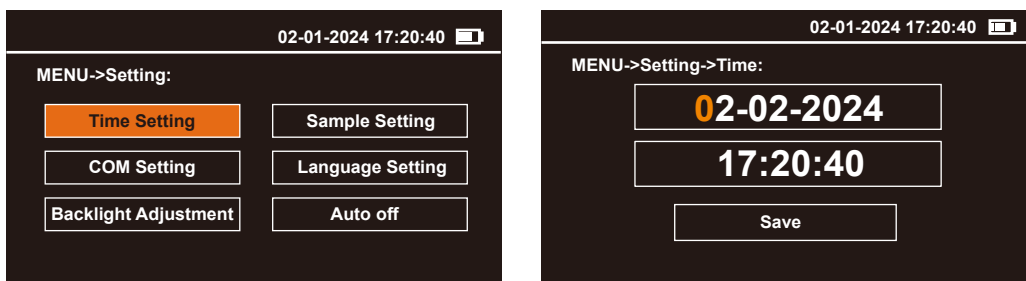 02-01-2024 17:20:40
MENU->Setting:
Time Setting
Sample Setting
COM Setting
Language Setting
Backlight Adjustment
Auto off
02-01-2024 17:20:40
MENU->Setting->Time:
02-02-2024
17:20:40
Save